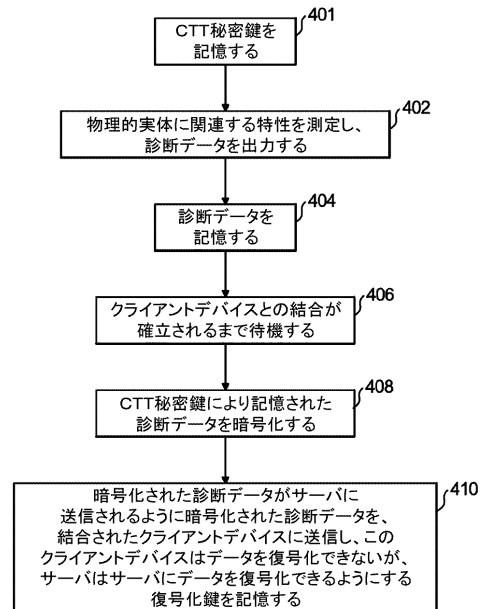 401
CTT秘密鍵を
記憶する
402
物理的実体に関連する特性を測定し、
診断データを出力する
404
診断データを
記憶する
406
クライアントデバイスとの結合が
確立されるまで待機する
408
CTT秘密鍵により記憶された
診断データを暗号化する
410
暗号化された診断データがサーバに
送信されるように暗号化された診断データを、
結合されたクライアントデバイスに送信し、この
クライアントデバイスはデータを復号化できないが、
サーバはサーバにデータを復号化できるようにする
復号化鍵を記憶する